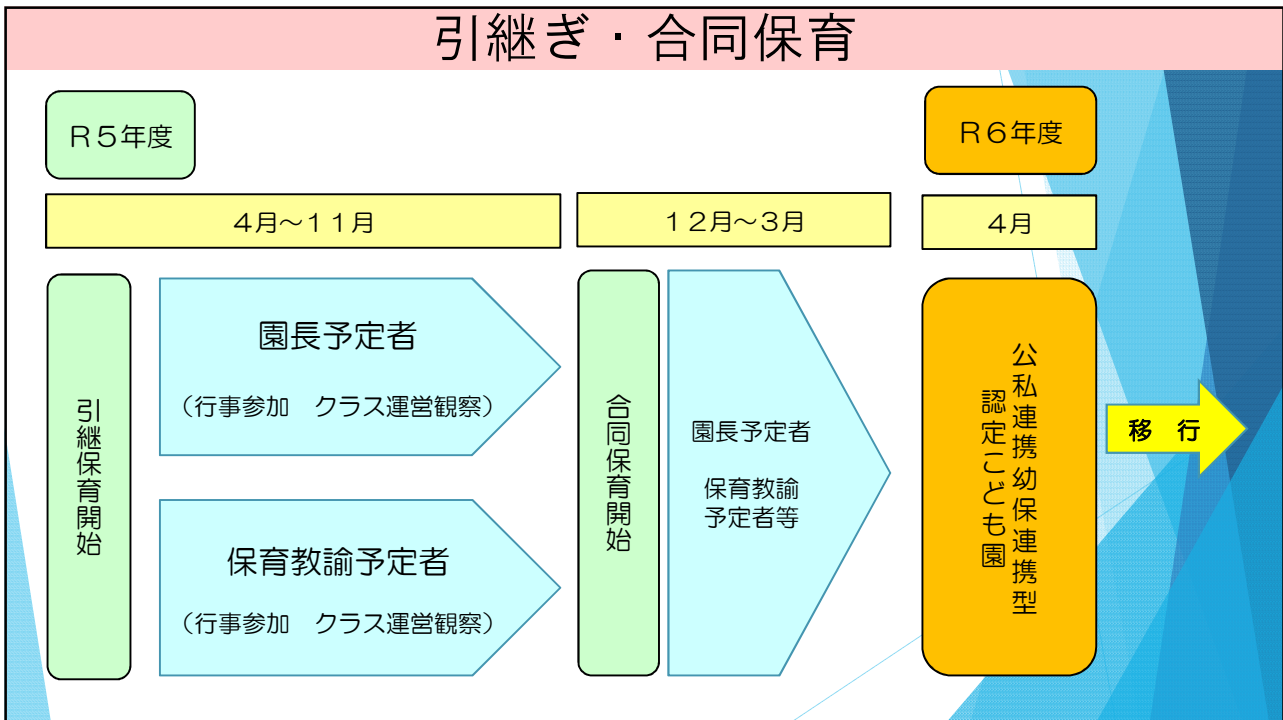 引継ぎ・合同保育
R5年度
R6年度
4月～11月
12月～3月
4月
引継保育開始
園長予定者
（行事参加　クラス運営観察）
保育教諭予定者
（行事参加　クラス運営観察）
合同保育開始
園長予定者
保育教諭
予定者等
公私連携幼保連携型
認定こども園
移　行